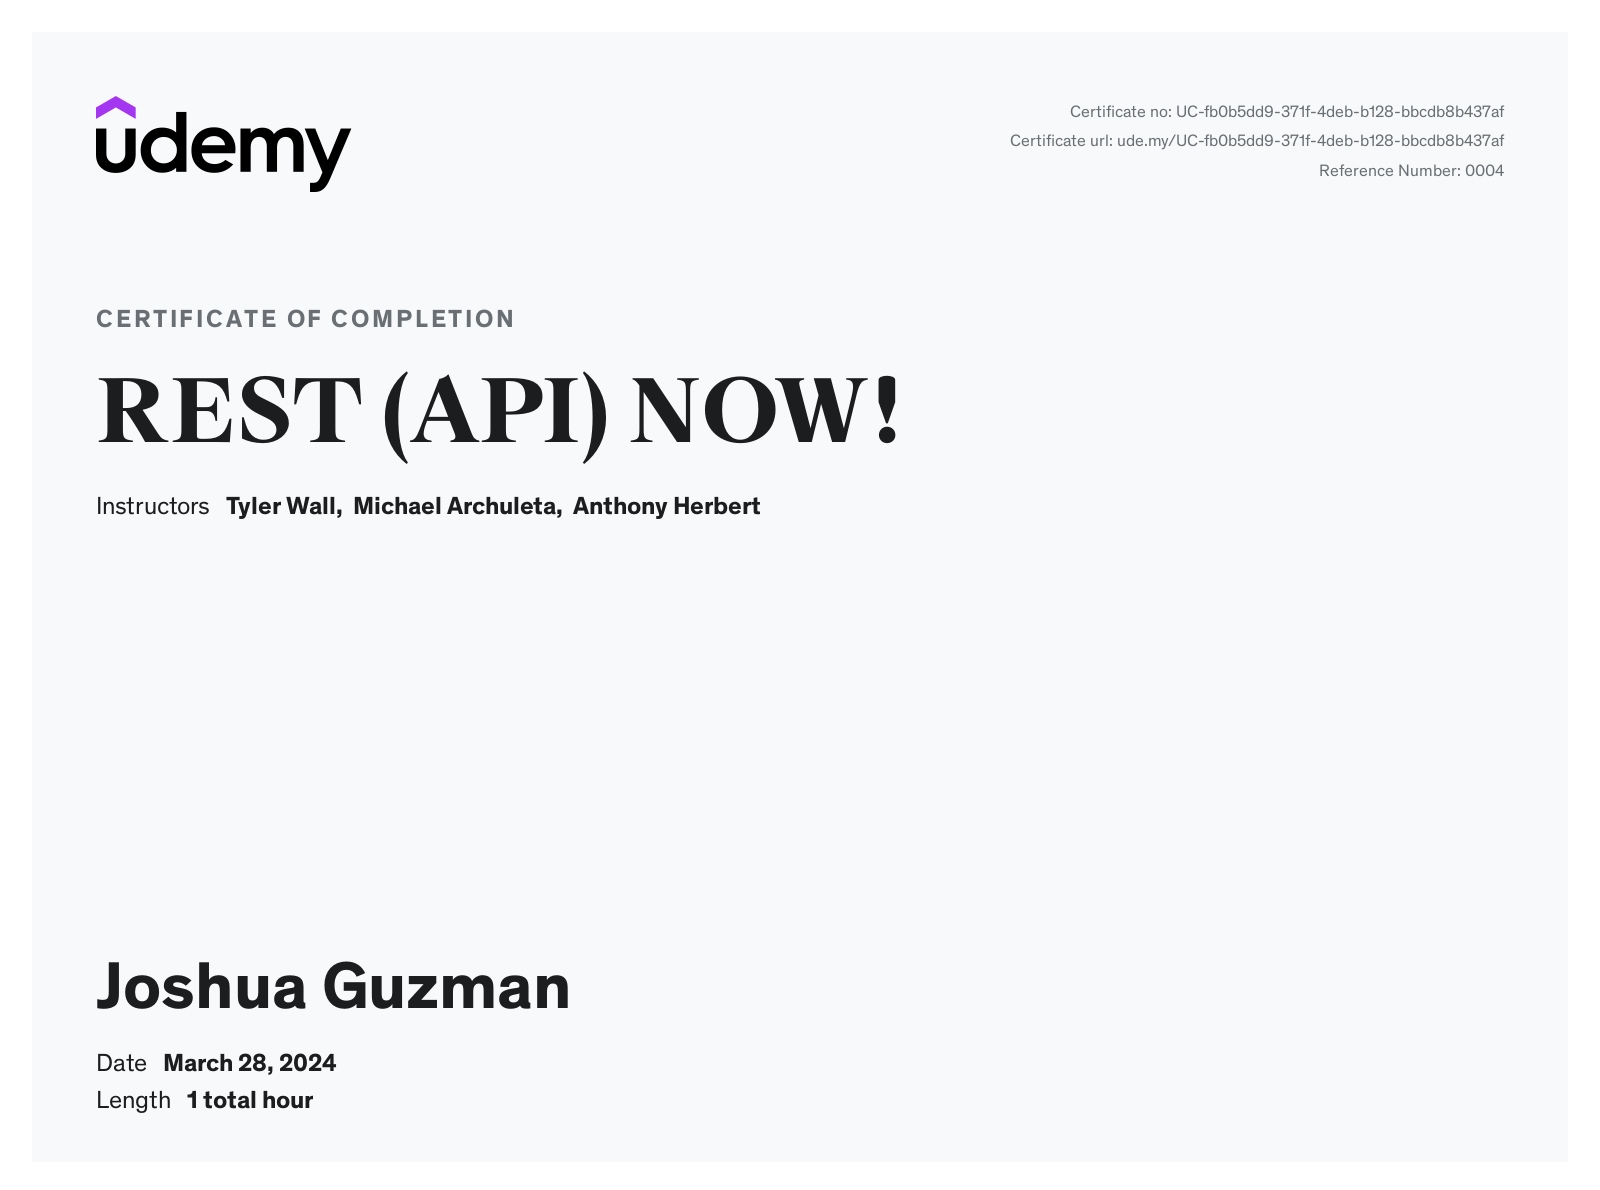 udemy
Certificate no: UC-fb0b5dd9-371f-4deb-b128-bbcdb8b437af
Certificate url: ude.my/UC-fb0b5dd9-371f-4deb-b128-bbcdb8b437af
Reference Number: 0004
CERTIFICATE OF COMPLETION
REST (API) NOW!
Instructors Tyler Wall, Michael Archuleta, Anthony Herbert
Joshua Guzman
Date March 28, 2024
Length 1 total hour